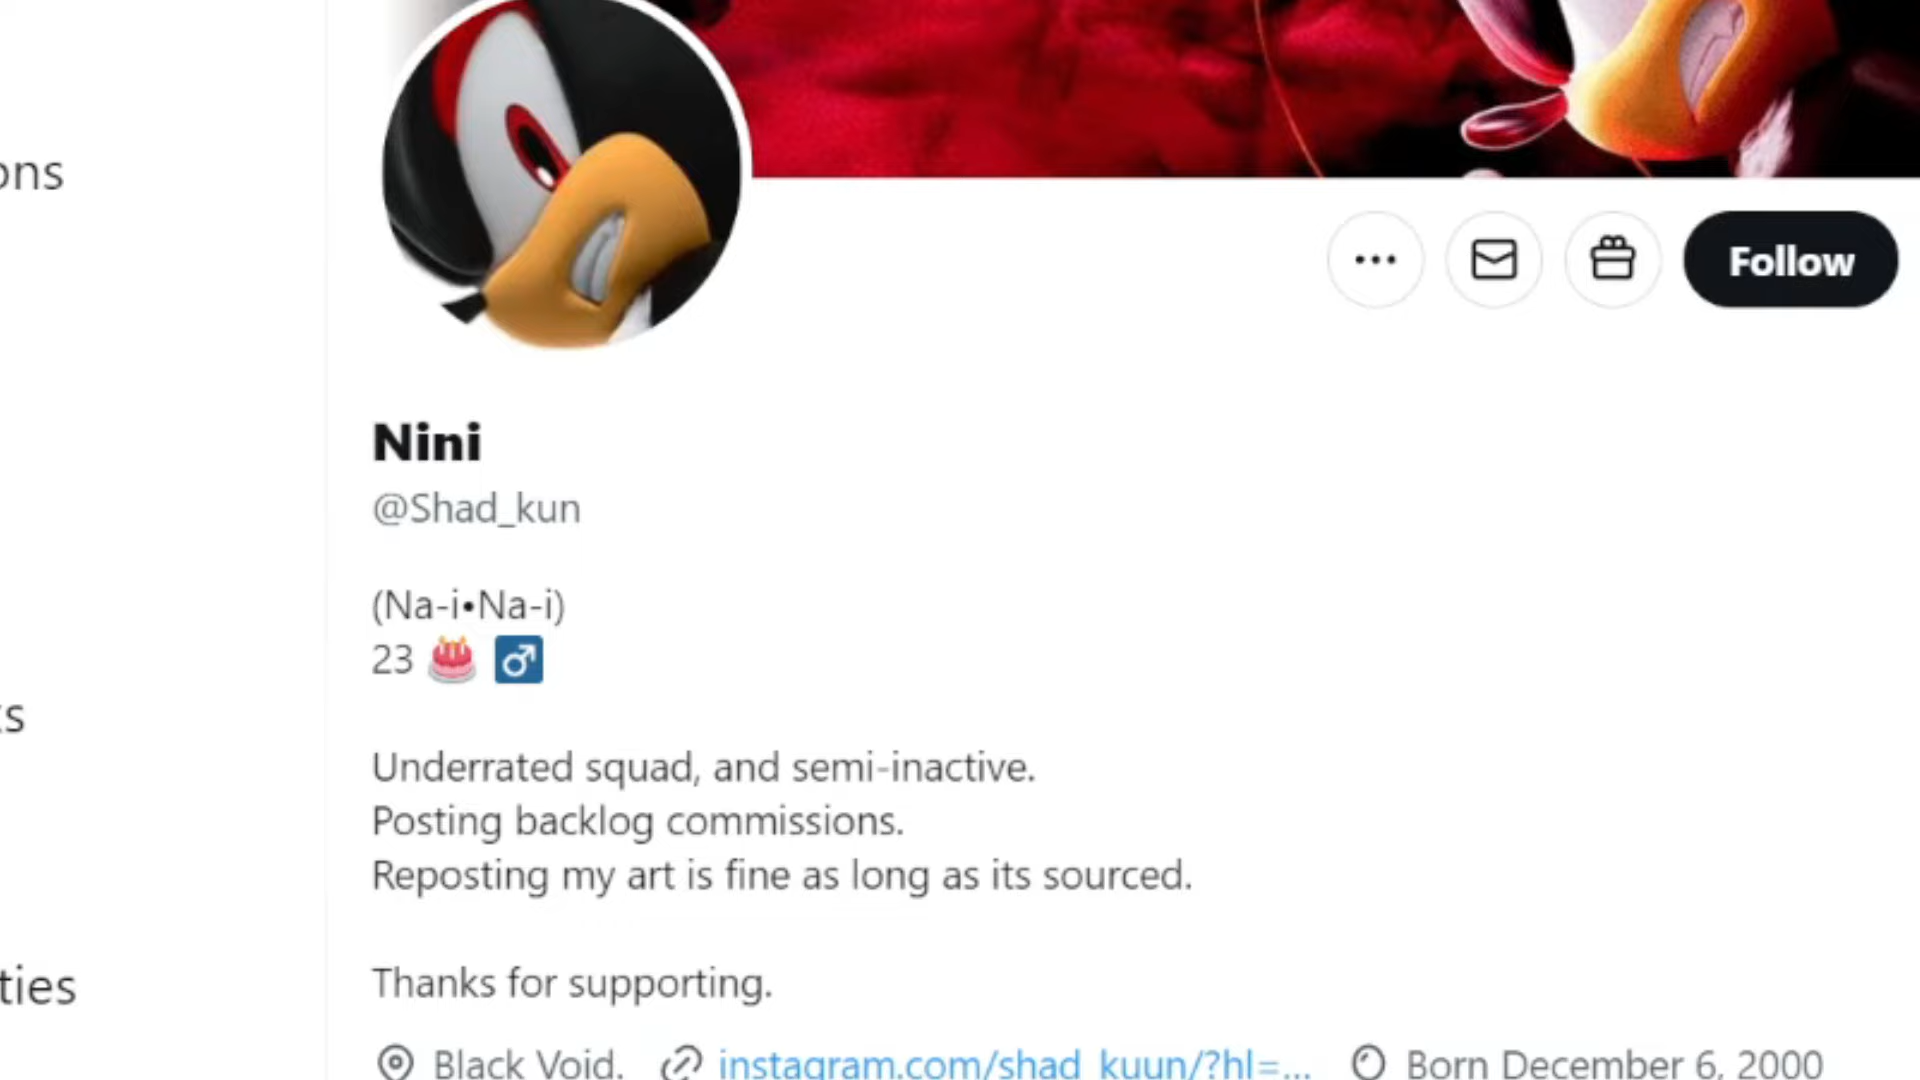 ons
Follow
Nini
@Shad_kun
(Na-i•Na-i)
23 🎂 ♂️
Underrated squad, and semi-inactive.
ts
Posting backlog commissions.
Reposting my art is fine as long as its sourced.
Thanks for supporting.
ties
Black Void. instagram.com/shad_kuun/?hl=... Born December 6, 2000